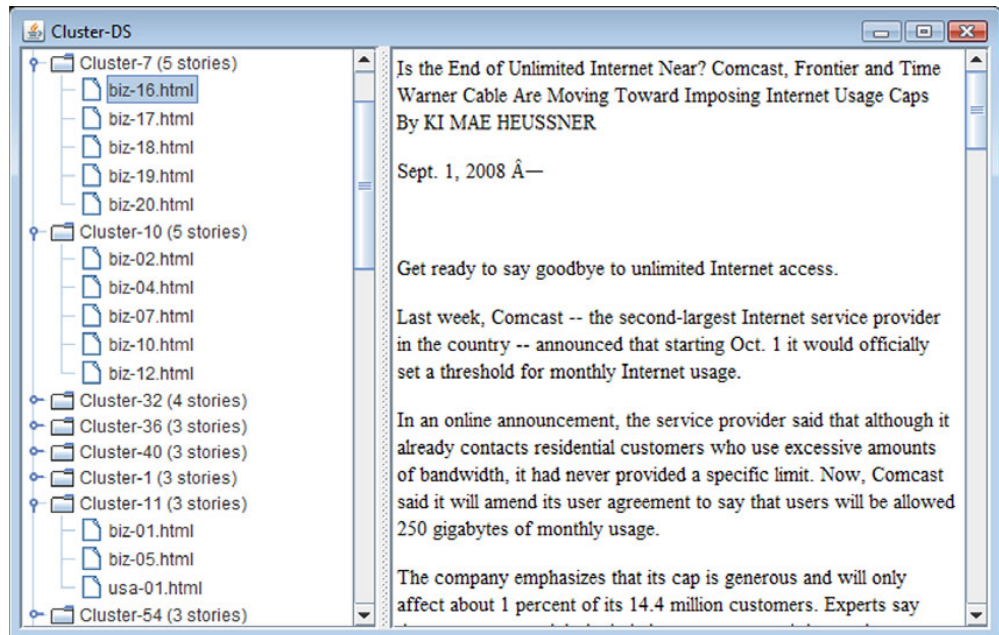 Cluster-DS
Cluster-7 (5 stories)
biz-16.html
biz-17.html
biz-18.html
biz-19.html
biz-20.html
Cluster-10 (5 stories)
biz-02.html
biz-04.html
biz-07.html
biz-10.html
biz-12.html
Cluster-32 (4 stories)
Cluster-36 (3 stories)
Cluster-40 (3 stories)
Cluster-1 (3 stories)
Cluster-11 (3 stories)
biz-01.html
biz-05.html
usa-01.html
Cluster-54 (3 stories)
Is the End of Unlimited Internet Near? Comcast, Frontier and Time
Warner Cable Are Moving Toward Imposing Internet Usage Caps
By KI MAE HEUSSNER
Sept. 1, 2008 Â—
Get ready to say goodbye to unlimited Internet access.
Last week, Comcast -- the second-largest Internet service provider
in the country -- announced that starting Oct. 1 it would officially
set a threshold for monthly Internet usage.
In an online announcement, the service provider said that although it
already contacts residential customers who use excessive amounts
of bandwidth, it had never provided a specific limit. Now, Comcast
said it will amend its user agreement to say that users will be allowed
250 gigabytes of monthly usage.
The company emphasizes that its cap is generous and will only
affect about 1 percent of its 14.4 million customers. Experts say